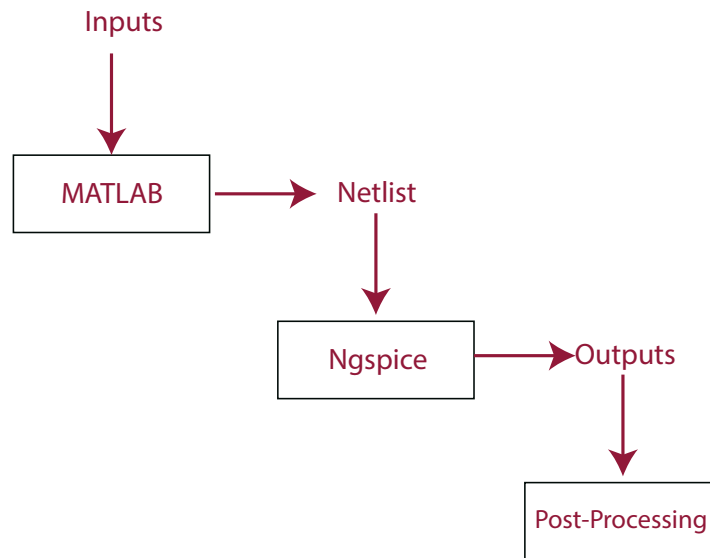 Inputs
MATLAB
Netlist
Ngspice
Outputs
Post-Processing